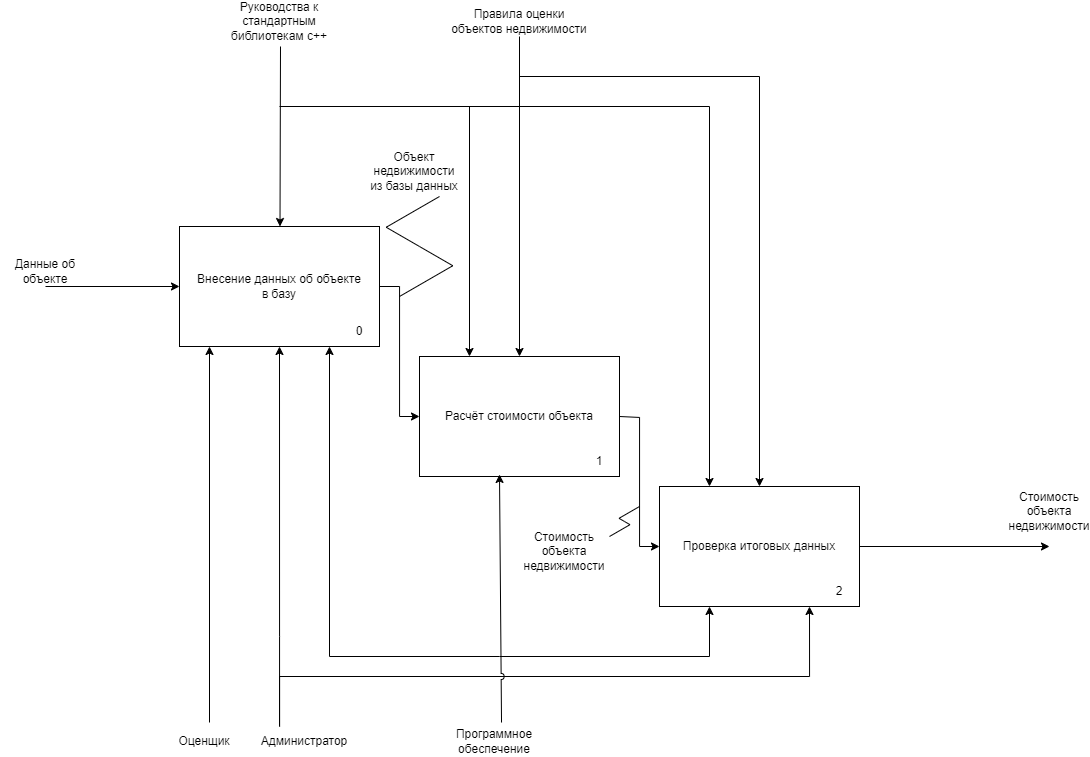 Руководства к
стандартным
библиотекам с++
Правила оценки
объектов недвижимости
Объект
недвижимости
из базы данных
Данные об
объекте
Внесение данных об объекте
в базу
0
Расчёт стоимости объекта
1
Стоимость
объекта
недвижимости
Стоимость
объекта
недвижимости
Проверка итоговых данных
2
Оценщик
Администратор
Программное
обеспечение